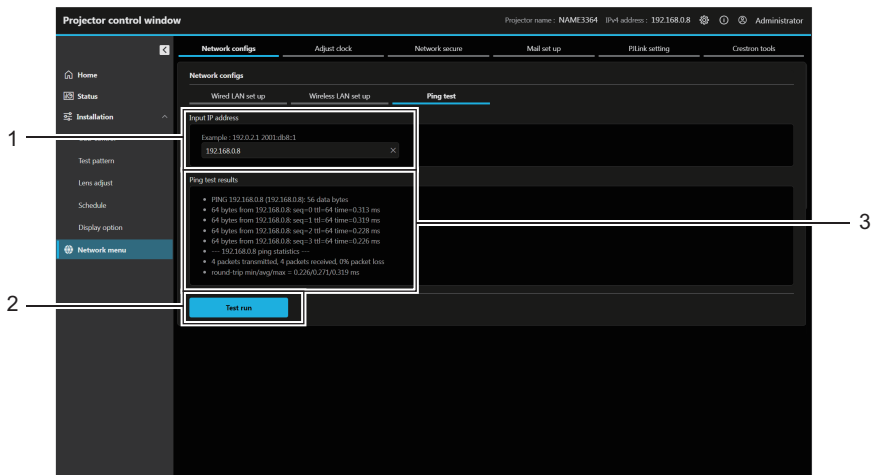 Projector control window
Projector name : NAME3364 IPv4 address : 192.168.0.8 Administrator
Network configs Adjust clock Network secure Mail set up PJLink setting Crestron tools
Home
Status
Installation
Test pattern
Lens adjust
Schedule
Display option
Network menu
Network configs
Wired LAN set up Wireless LAN set up Ping test
1
Input IP address
Example : 192.0.2.1 2001:db8::1
192.168.0.8 ×
Ping test results
• PING 192.168.0.8 (192.168.0.8): 56 data bytes
• 64 bytes from 192.168.0.8: seq=0 ttl=64 time=0.313 ms
• 64 bytes from 192.168.0.8: seq=1 ttl=64 time=0.319 ms
• 64 bytes from 192.168.0.8: seq=2 ttl=64 time=0.228 ms
• 64 bytes from 192.168.0.8: seq=3 ttl=64 time=0.226 ms
• --- 192.168.0.8 ping statistics ---
• 4 packets transmitted, 4 packets received, 0% packet loss
• round-trip min/avg/max = 0.226/0.271/0.319 ms
3
2
Test run